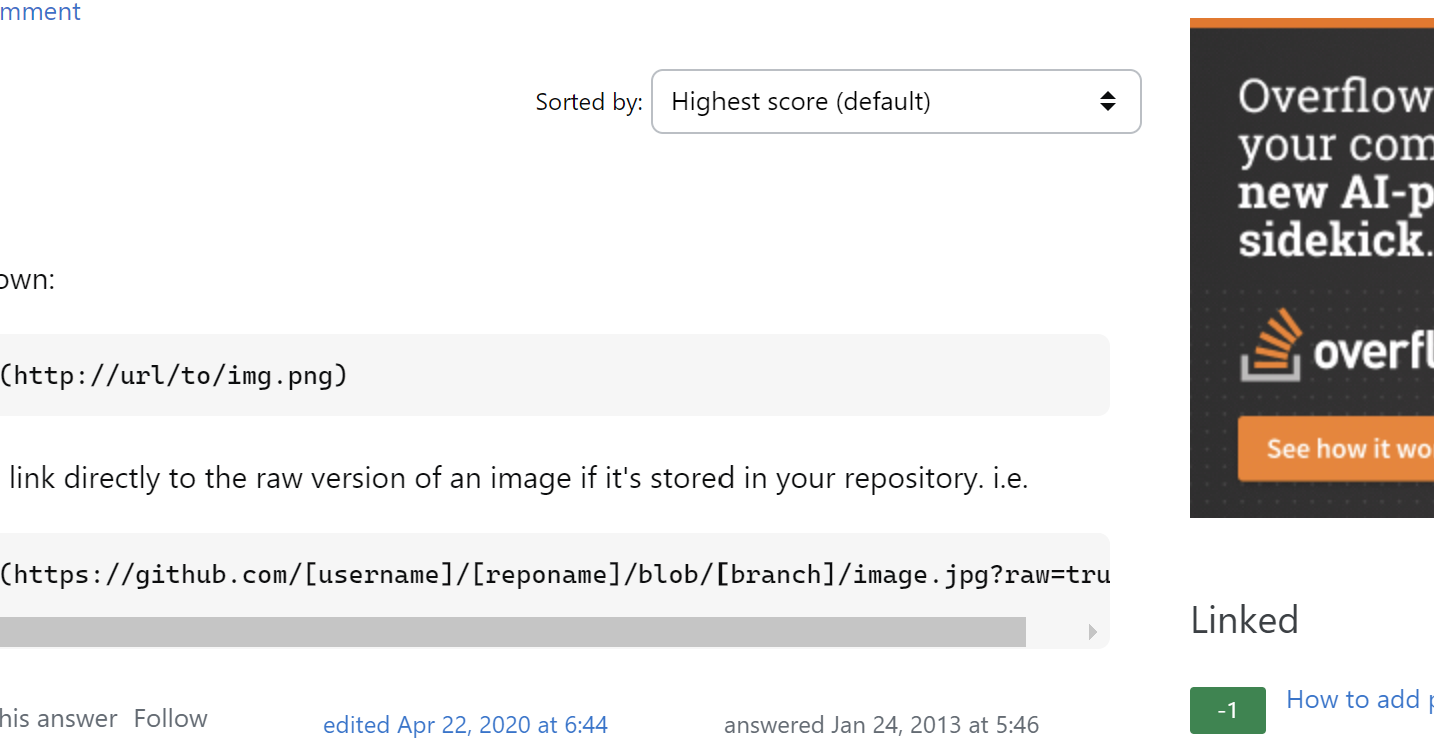 mment
Sorted by:
Highest score (default)
own:
(http://url/to/img.png)
link directly to the raw version of an image if it's stored in your repository. i.e.
(https://github.com/[username]/[reponame]/blob/[branch]/image.jpg?raw=tru
his answer Follow
edited Apr 22, 2020 at 6:44
answered Jan 24, 2013 at 5:46
Overflow
your com
new AI-p
sidekick.
overfl
See how it wo
Linked
-1
How to add p